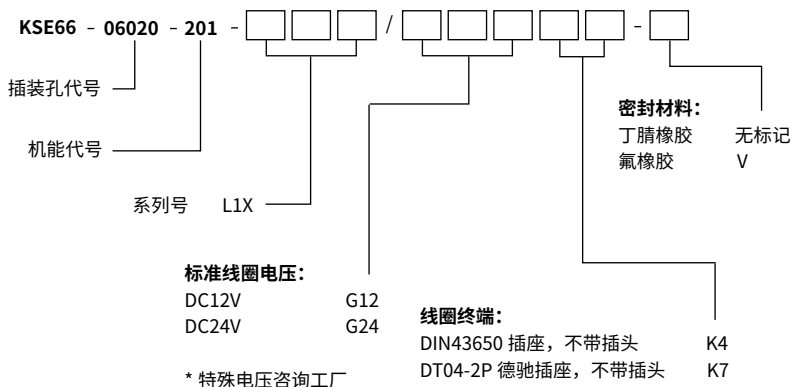 KSE66 - 06020 - 201 - / -
插装孔代号
机能代号
系列号 L1X
密封材料：
丁腈橡胶 无标记
氟橡胶 V
标准线圈电压：
DC12V G12
DC24V G24
* 特殊电压咨询工厂
线圈终端：
DIN43650 插座，不带插头 K4
DT04-2P 德驰插座，不带插头 K7